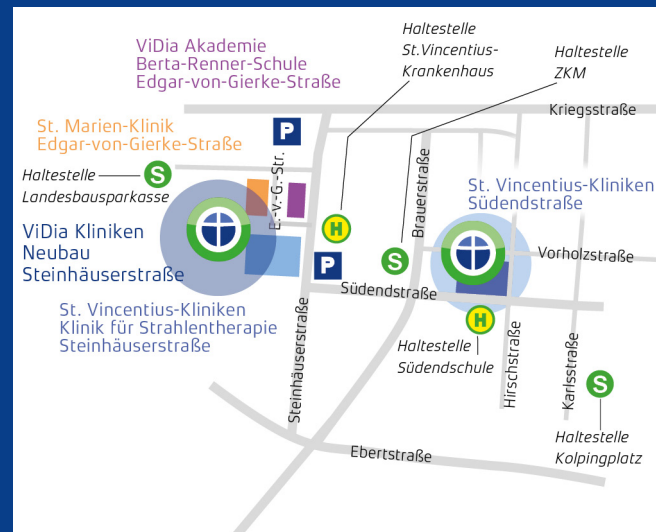 ViDia Akademie
Berta-Renner-Schule
Edgar-von-Gierke-Straße
Haltestelle
St.Vincentius-
Krankenhaus
Haltestelle
ZKM
Kriegsstraße
P
St. Marien-Klinik
Edgar-von-Gierke-Straße
E.-v.-G.-Str.
Haltestelle
Landesbausparkasse
S
Brauerstraße
St. Vincentius-Kliniken
Südendstraße
ViDia Kliniken
Neubau
Steinhäuserstraße
H
P
S
Vorholzstraße
Südendstraße
St. Vincentius-Kliniken
Klinik für Strahlentherapie
Steinhäuserstraße
Steinhäuserstraße
H
Haltestelle
Südendschule
Hirschstraße
Karlsstraße
S
Haltestelle
Kolpingplatz
Ebertstraße